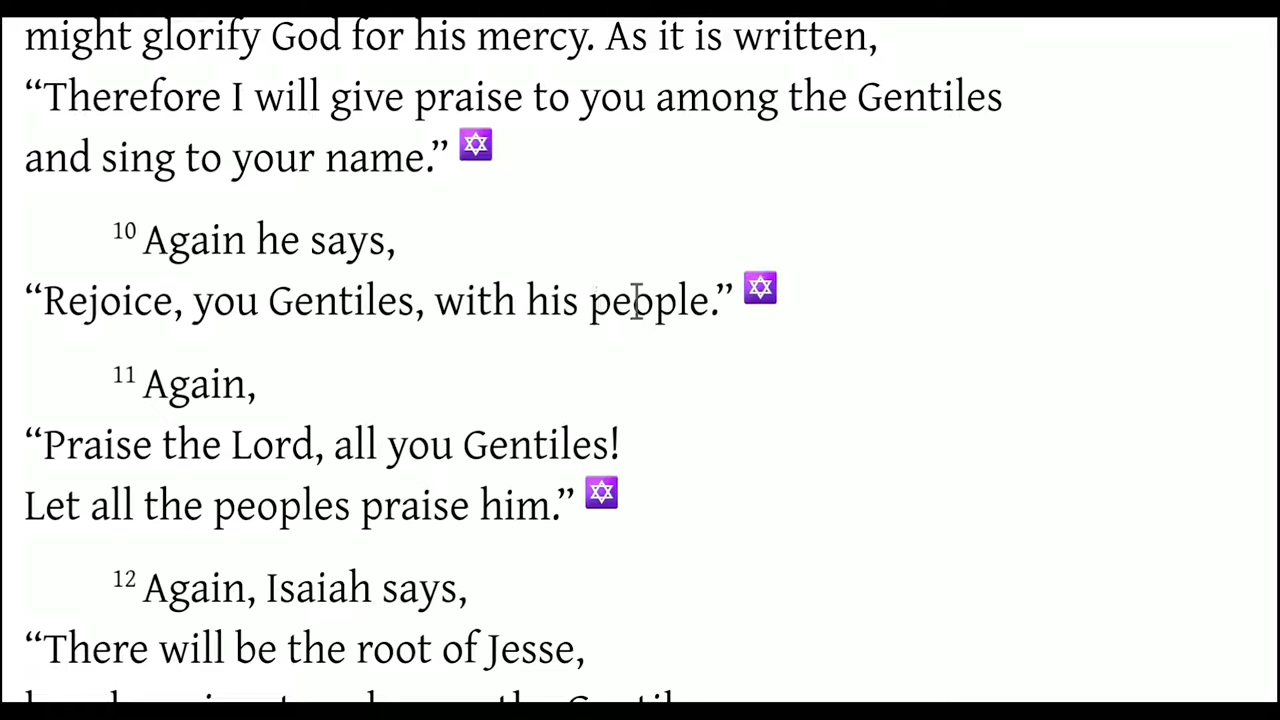 might glorify God for his mercy. As it is written,
“Therefore I will give praise to you among the Gentiles
and sing to your name.” ✡
10 Again he says,
“Rejoice, you Gentiles, with his people.” ✡
11 Again,
“Praise the Lord, all you Gentiles!
Let all the peoples praise him.” ✡
12 Again, Isaiah says,
“There will be the root of Jesse,